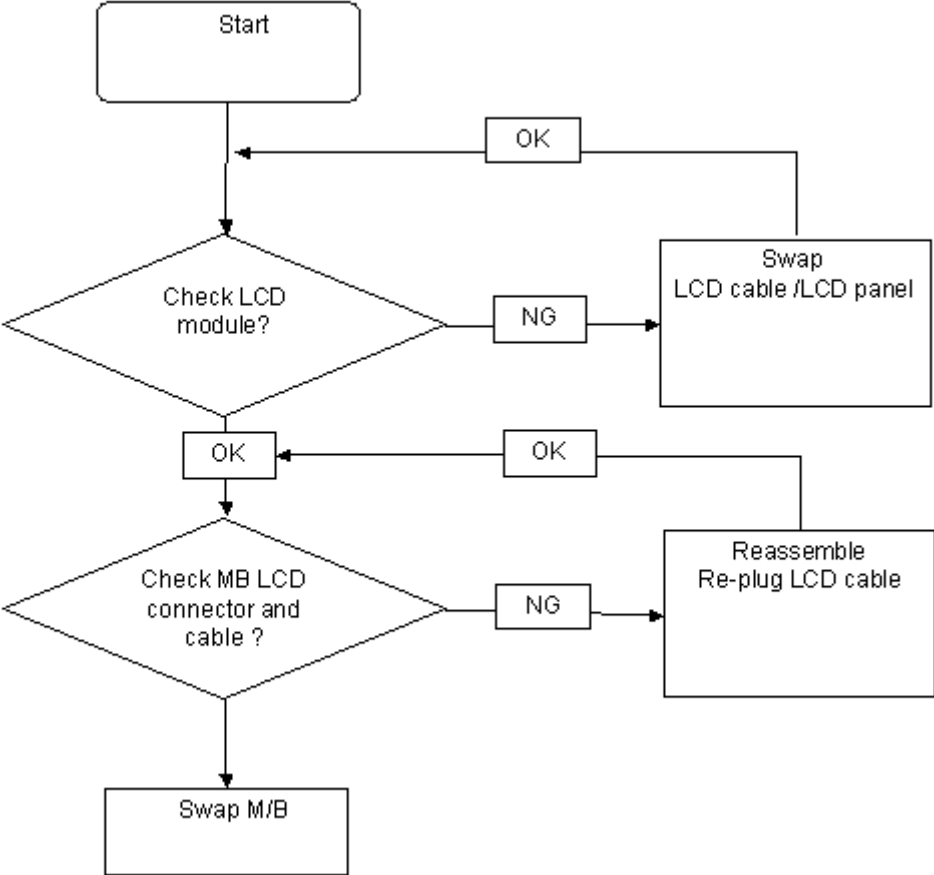 Start
OK
Swap
LCD cable /LCD panel
Check LCD
module?
NG
OK
OK
Reassemble
Re-plug LCD cable
Check MB LCD
connector and
cable ?
NG
Swap M/B